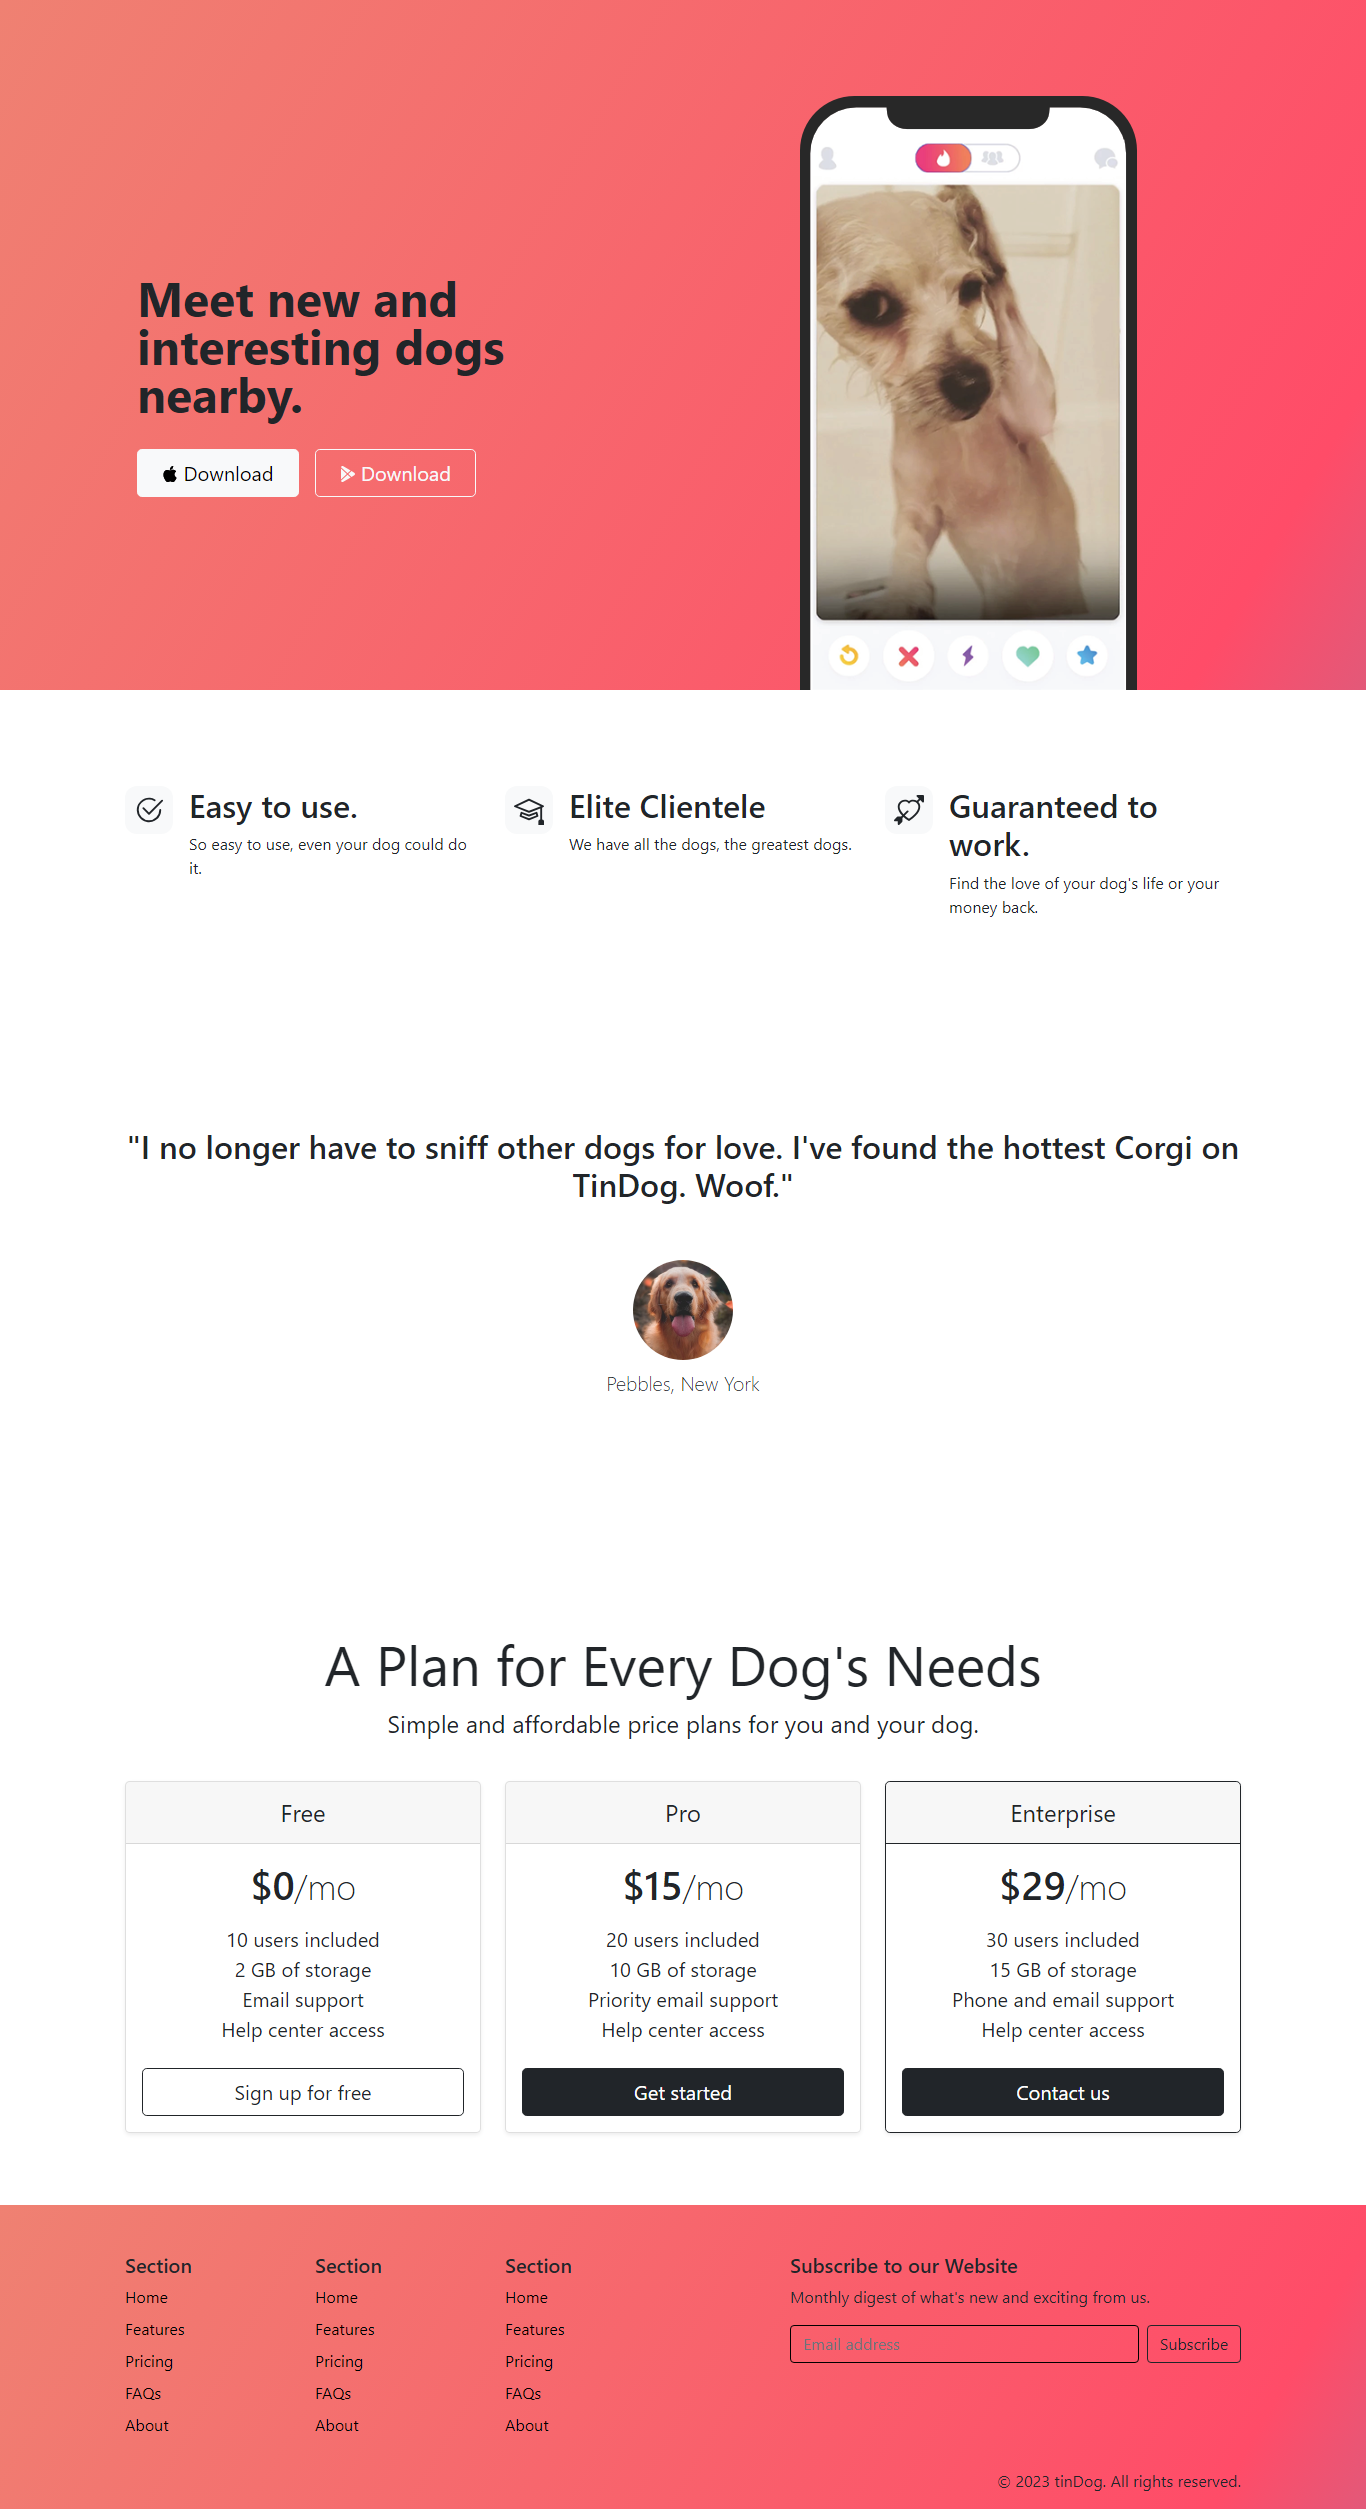 Meet new and
interesting dogs
nearby.
Download
Download
Easy to use.
So easy to use, even your dog could do
it.
Elite Clientele
We have all the dogs, the greatest dogs.
Guaranteed to
work.
Find the love of your dog's life or your
money back.
"I no longer have to sniff other dogs for love. I've found the hottest Corgi on
TinDog. Woof."
Pebbles, New York
A Plan for Every Dog's Needs
Simple and affordable price plans for you and your dog.
Free
$0/mo
10 users included
2 GB of storage
Email support
Help center access
Sign up for free
Pro
$15/mo
20 users included
10 GB of storage
Priority email support
Help center access
Get started
Enterprise
$29/mo
30 users included
15 GB of storage
Phone and email support
Help center access
Contact us
Section
Home
Features
Pricing
FAQs
About
Section
Home
Features
Pricing
FAQs
About
Section
Home
Features
Pricing
FAQs
About
Subscribe to our Website
Monthly digest of what's new and exciting from us.
Email address
Subscribe
© 2023 tinDog. All rights reserved.